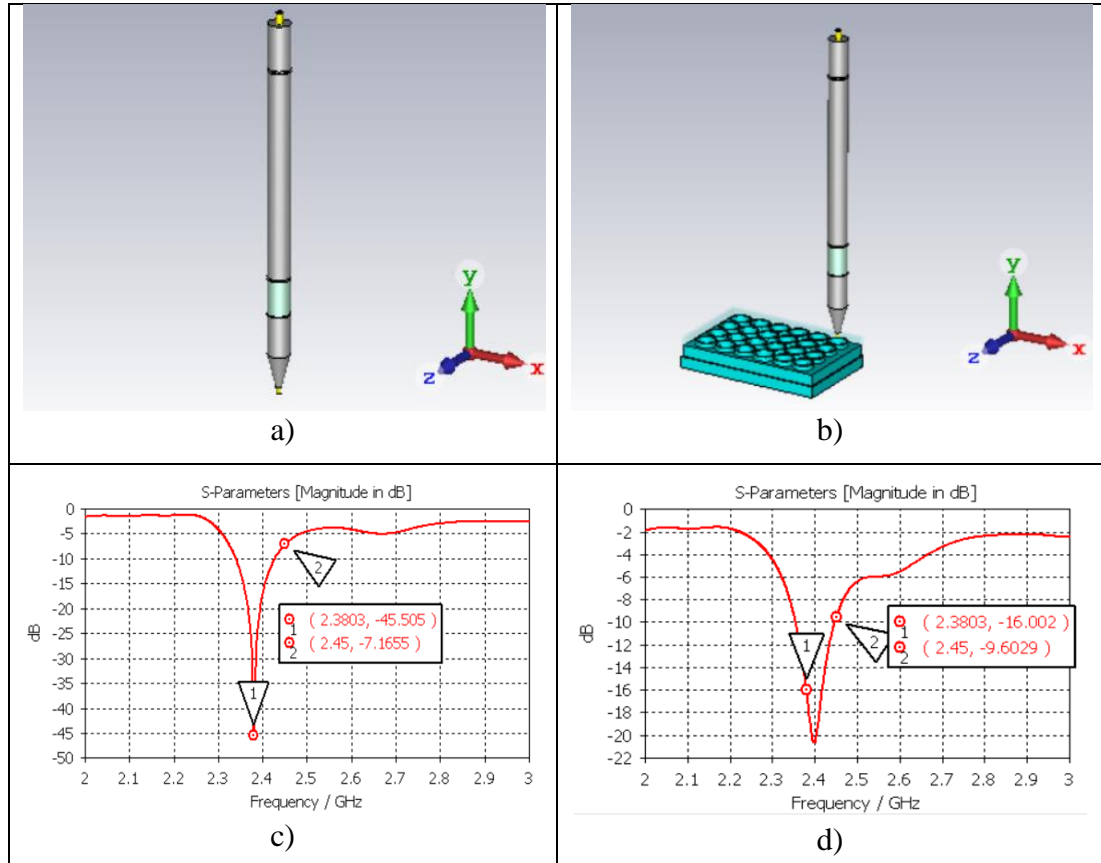 y
x
z
a)
y
x
z
b)
S-Parameters [Magnitude in dB]
0
-5
-10
-15
-20
-25
-30
-35
-40
-45
-50
dB
2
1
1 ( 2.3803, -45.505 )
2 ( 2.45, -7.1655 )
2 2.1 2.2 2.3 2.4 2.5 2.6 2.7 2.8 2.9 3
Frequency / GHz
c)
S-Parameters [Magnitude in dB]
0
-2
-4
-6
-8
-10
-12
-14
-16
-18
-20
-22
dB
1
2
1 ( 2.3803, -16.002 )
2 ( 2.45, -9.6029 )
2 2.1 2.2 2.3 2.4 2.5 2.6 2.7 2.8 2.9 3
Frequency / GHz
d)